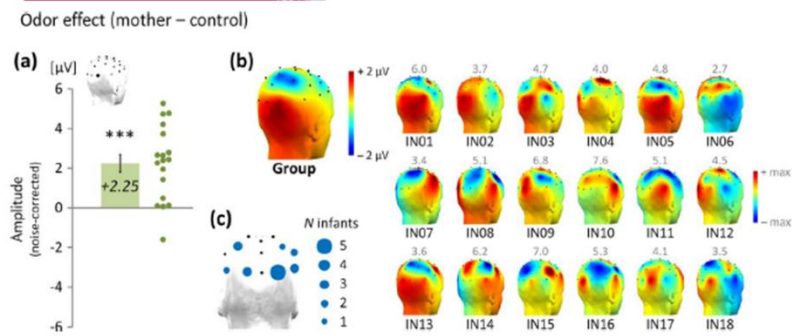 Odor effect (mother – control)
(a)
[µV]
6
4
2
0
-2
-4
-6
Amplitude
(noise-corrected)
***
+2.25
(b)
+ 2 µV
– 2 µV
Group
6.0 3.7 4.7 4.0 4.8 2.7
IN01 IN02 IN03 IN04 IN05 IN06
3.4 5.1 6.8 7.6 5.1 4.5
IN07 IN08 IN09 IN10 IN11 IN12
+ max
– max
3.6 6.2 7.0 5.3 4.1 3.5
IN13 IN14 IN15 IN16 IN17 IN18
(c)
N infants
5
4
3
2
1